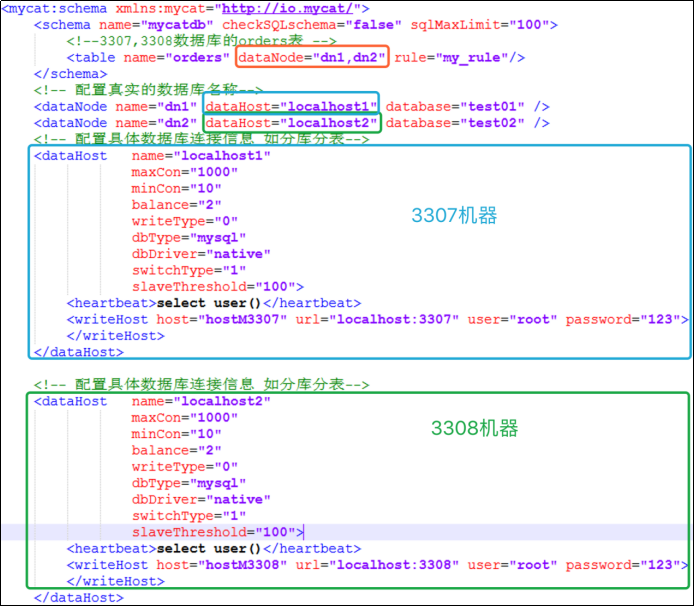 <mycat:schema xmlns:mycat="http://io.mycat/">
<schema name="mycatdb" checkSQLschema="false" sqlMaxLimit="100">
<!--3307,3308数据库的orders表 -->
<table name="orders" dataNode="dn1,dn2" rule="my_rule"/>
</schema>
<!-- 配置真实的数据库名称-->
<dataNode name="dn1" dataHost="localhost1" database="test01" />
<dataNode name="dn2" dataHost="localhost2" database="test02" />
<!-- 配置具体数据库连接信息 如分库分表-->
<dataHost name="localhost1"
maxCon="1000"
minCon="10"
balance="2"
3307机器
writeType="0"
dbType="mysql"
dbDriver="native"
switchType="1"
slaveThreshold="100">
<heartbeat>select user()</heartbeat>
<writeHost host="hostM3307" url="localhost:3307" user="root" password="123">
</writeHost>
</dataHost>
<!-- 配置具体数据库连接信息 如分库分表-->
<dataHost name="localhost2"
maxCon="1000"
3308机器
minCon="10"
balance="2"
writeType="0"
dbType="mysql"
dbDriver="native"
switchType="1"
slaveThreshold="100">
<heartbeat>select user()</heartbeat>
<writeHost host="hostM3308" url="localhost:3308" user="root" password="123">
</writeHost>
</dataHost>